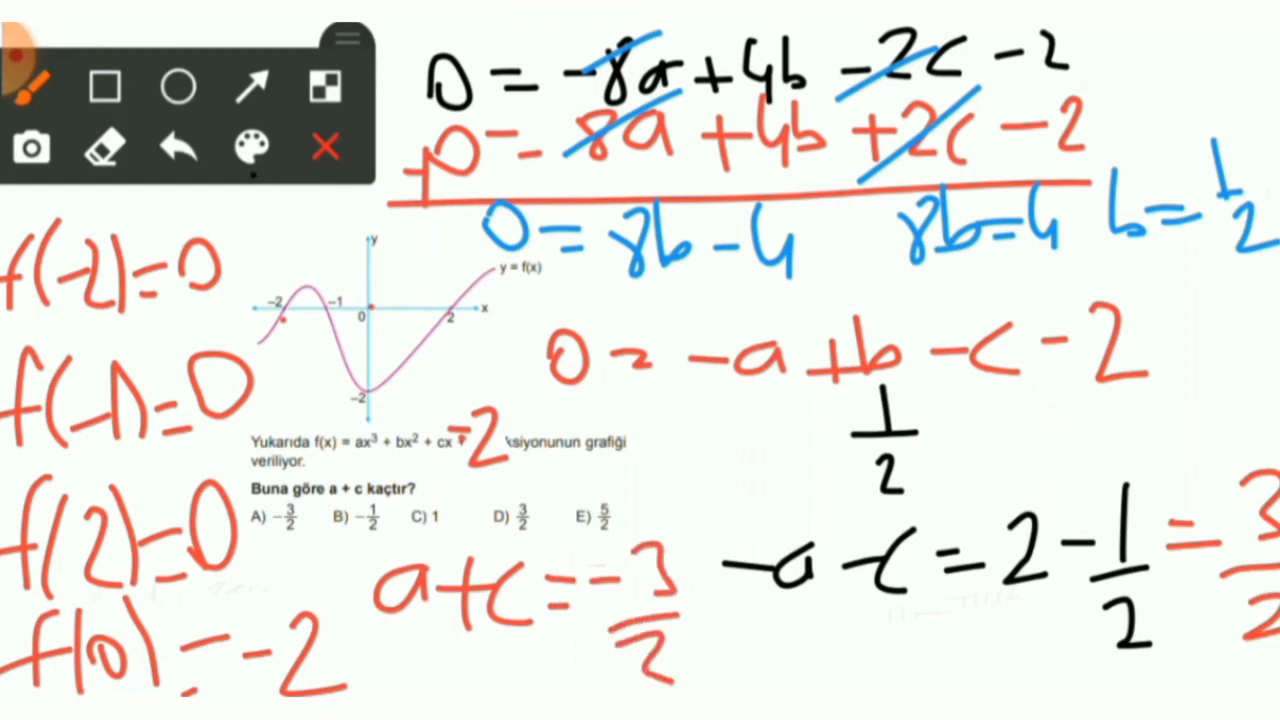 0 = -8a + 4b - 2c - 2
0 = 8a + 4b + 2c - 2
0 = 8b - 4
8b = 4
b = 1/2
f(-2) = 0
f(-1) = 0
f(2) = 0
f(0) = -2
y
y = f(x)
-2
-1
0
2
x
-2
0 = -a + b - c - 2
1/2
-a - c = 2 - 1/2 = 3/2
Yukarıda f(x) = ax³ + bx² + cx -2 ksiyonunun grafiği
veriliyor.
Buna göre a + c kaçtır?
A) -3/2 B) -1/2 C) 1 D) 3/2 E) 5/2
a + c = -3/2